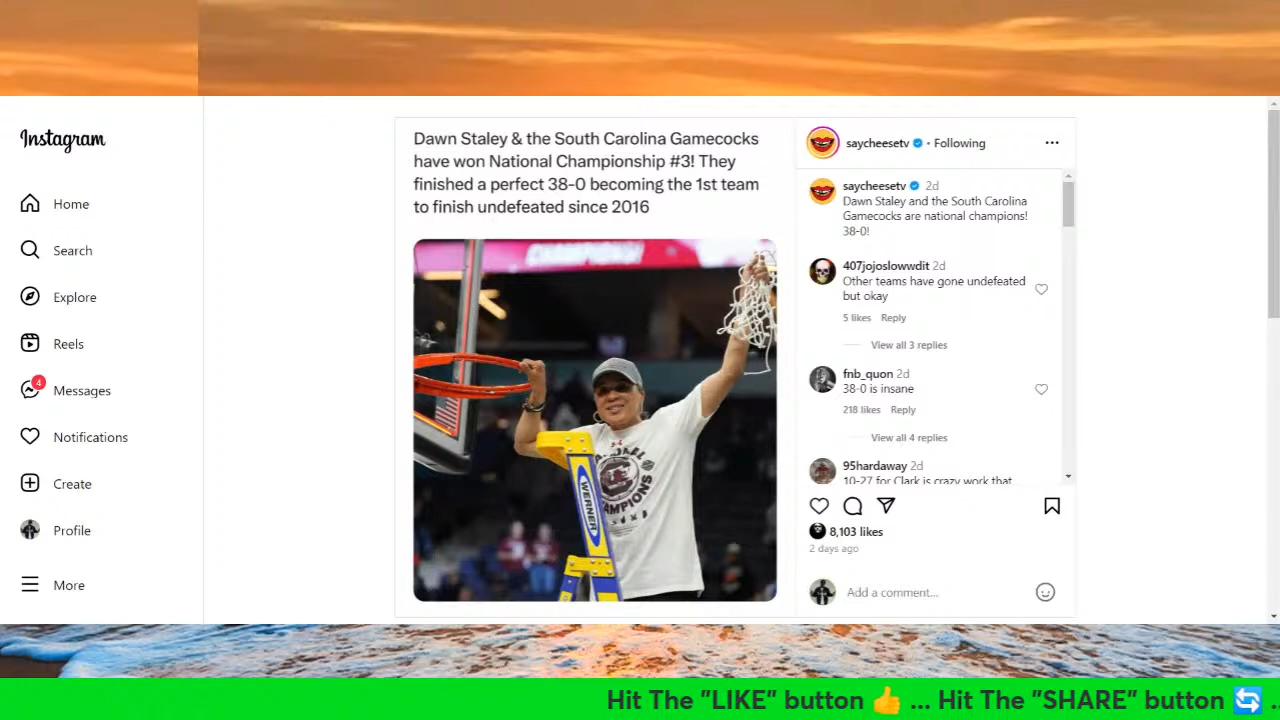 Instagram
Home
Search
Explore
Reels
4
Messages
Notifications
Create
Profile
More
Dawn Staley & the South Carolina Gamecocks
have won National Championship #3! They
finished a perfect 38-0 becoming the 1st team
to finish undefeated since 2016
WERNER
saycheesetv • Following
saycheesetv 2d
Dawn Staley and the South Carolina
Gamecocks are national champions!
38-0!
407jojoslowwdit 2d
Other teams have gone undefeated
but okay
5 likes Reply
View all 3 replies
fnb_quon 2d
38-0 is insane
218 likes Reply
View all 4 replies
95hardaway 2d
10-27 for Clark is crazy work that
8,103 likes
2 days ago
Add a comment...
Hit The "LIKE" button 👍 ... Hit The "SHARE" button 🔄 ..